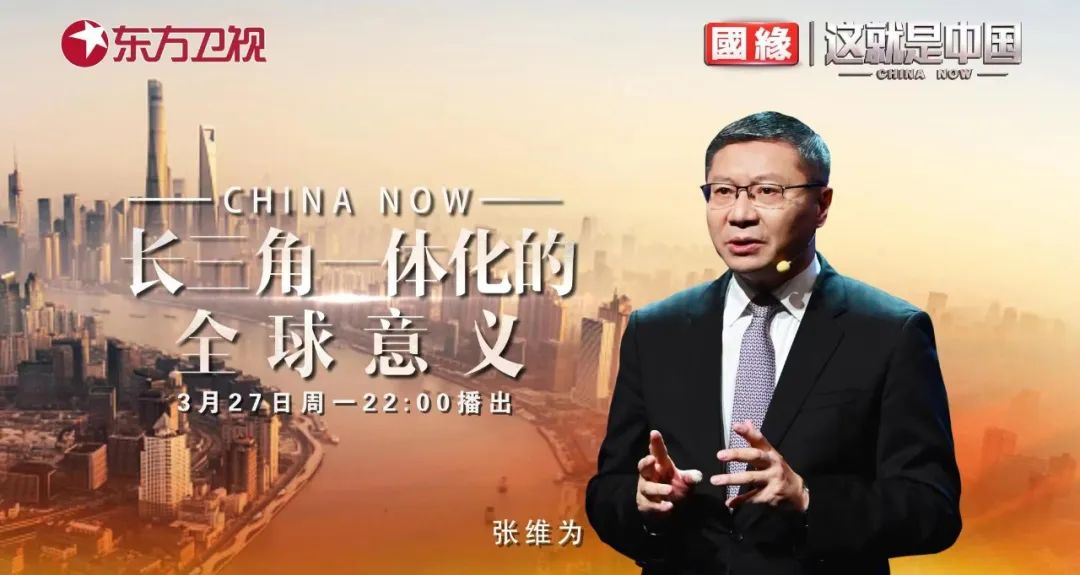 东方卫视
國緣
这就是中国
CHINA NOW
CHINA NOW
长三角一体化的
全球意义
3月27日周一22:00播出
张维为